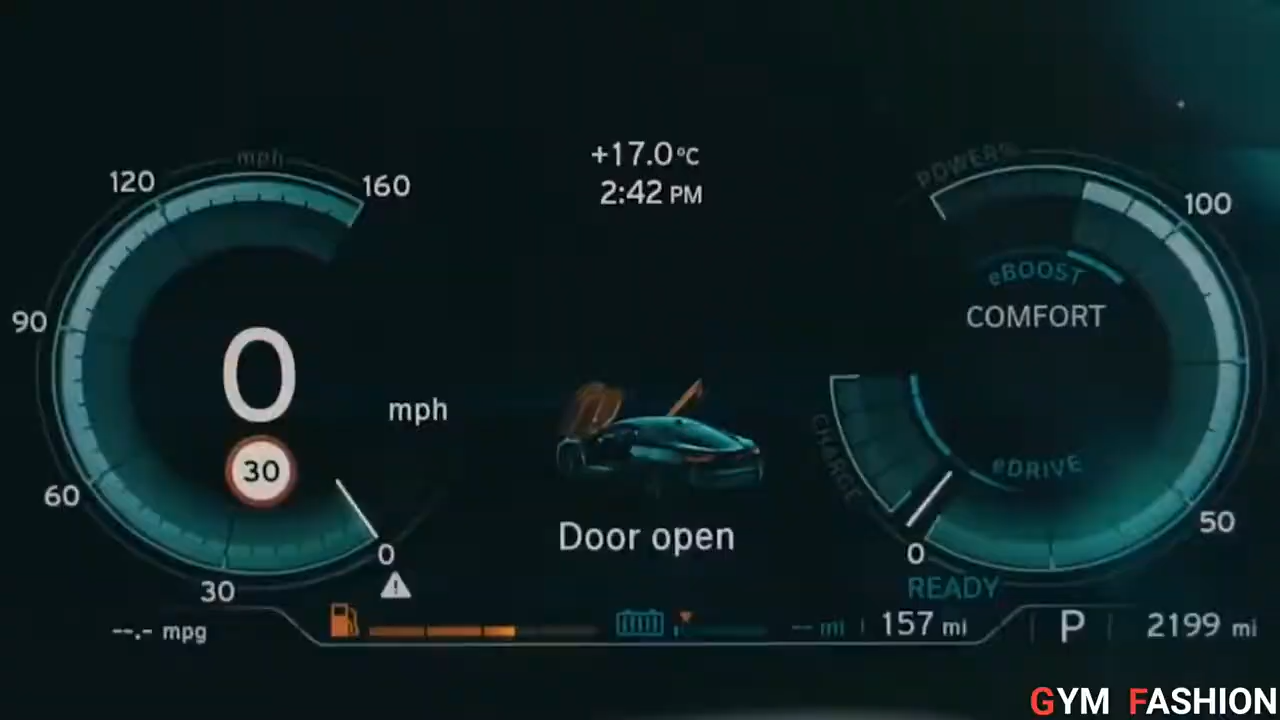 +17.0°C
2:42 PM
mph
120
160
90
0
mph
30
60
0
30
POWER%
100
eBOOST
COMFORT
CHARGE
eDRIVE
50
0
READY
Door open
--.- mpg
-- mi
157 mi
P
2199 mi
GYM FASHION